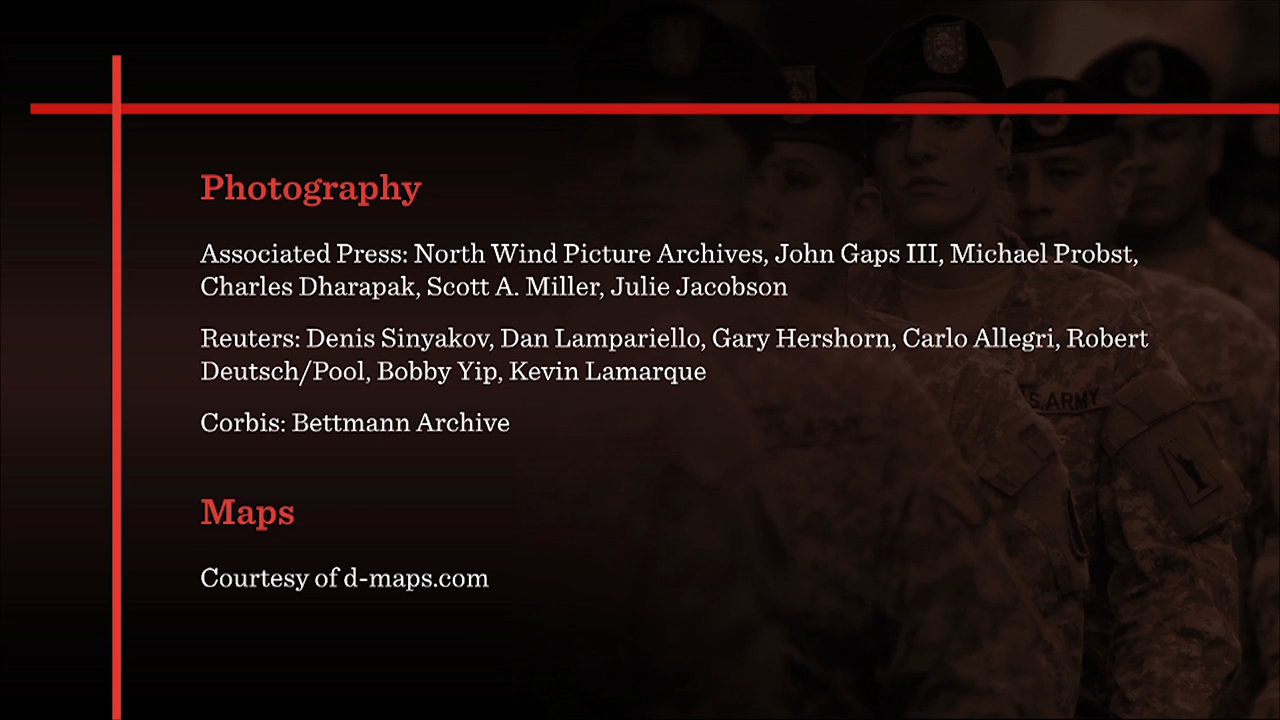 Photography
Associated Press: North Wind Picture Archives, John Gaps III, Michael Probst,
Charles Dharapak, Scott A. Miller, Julie Jacobson
Reuters: Denis Sinyakov, Dan Lampariello, Gary Hershorn, Carlo Allegri, Robert
Deutsch/Pool, Bobby Yip, Kevin Lamarque
Corbis: Bettmann Archive
S. ARMY
Maps
Courtesy of d-maps.com